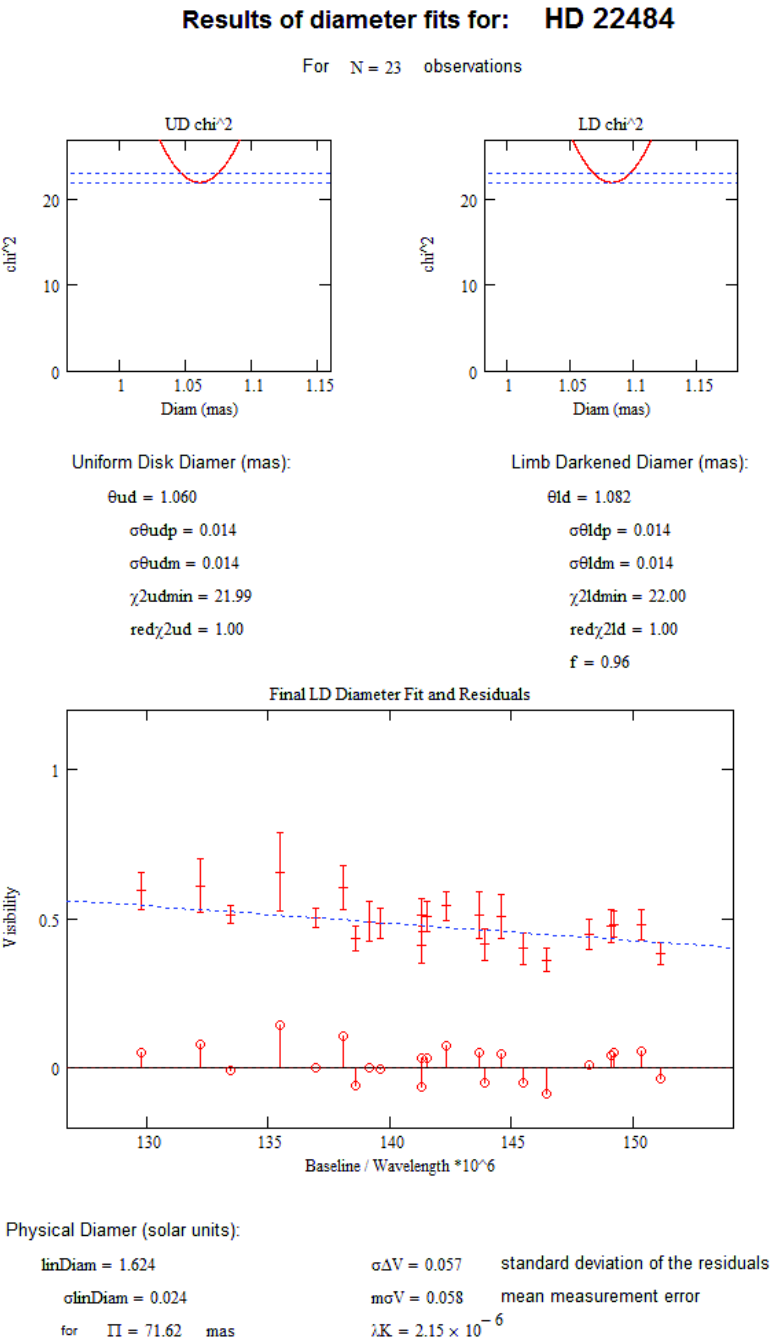 Results of diameter fits for: HD 22484
For N = 23 observations
UD chi^2
chi^2
20
10
0
1 1.05 1.1 1.15
Diam (mas)
LD chi^2
chi^2
20
10
0
1 1.05 1.1 1.15
Diam (mas)
Uniform Disk Diamer (mas):
θud = 1.060
σθudp = 0.014
σθudm = 0.014
χ2udmin = 21.99
redχ2ud = 1.00
Limb Darkened Diamer (mas):
θld = 1.082
σθldp = 0.014
σθldm = 0.014
χ2ldmin = 22.00
redχ2ld = 1.00
f = 0.96
Final LD Diameter Fit and Residuals
Visibility
1
0.5
0
130 135 140 145 150
Baseline / Wavelength *10^6
Physical Diamer (solar units):
linDiam = 1.624
σlinDiam = 0.024
for Π = 71.62 mas
σΔV = 0.057 standard deviation of the residuals
mσV = 0.058 mean measurement error
λK = 2.15 × 10⁻⁶